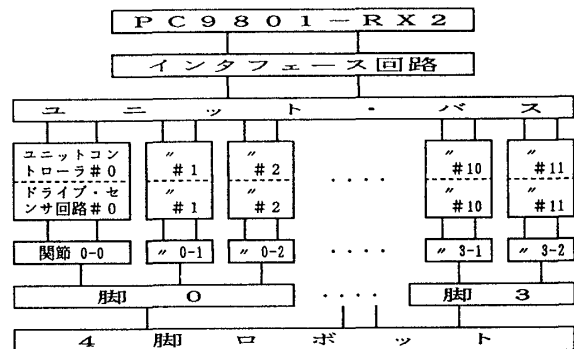 PC9801-RX2
インタフェース回路
ユニット・バス
ユニットコン
トローラ#0
ドライブ・セ
ンサ回路#0
〃
#1
〃
#1
〃
#2
〃
#2
・・・・
〃
#10
〃
#10
〃
#11
〃
#11
関節 0-0
〃 0-1
〃 0-2
・・・・
〃 3-1
〃 3-2
脚 0
・・・・
脚 3
4脚ロボット